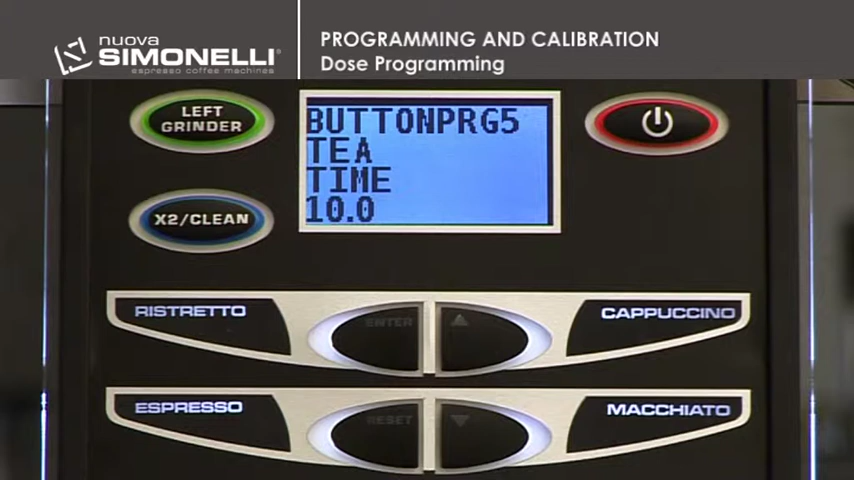 nuova
SIMONELLI
espresso coffee machines
PROGRAMMING AND CALIBRATION
Dose Programming
LEFT
GRINDER
BUTTONPRG5
TEA
TIME
10.0
X2/CLEAN
RISTRETTO
ENTER
CAPPUCCINO
ESPRESSO
RESET
MACCHIATO